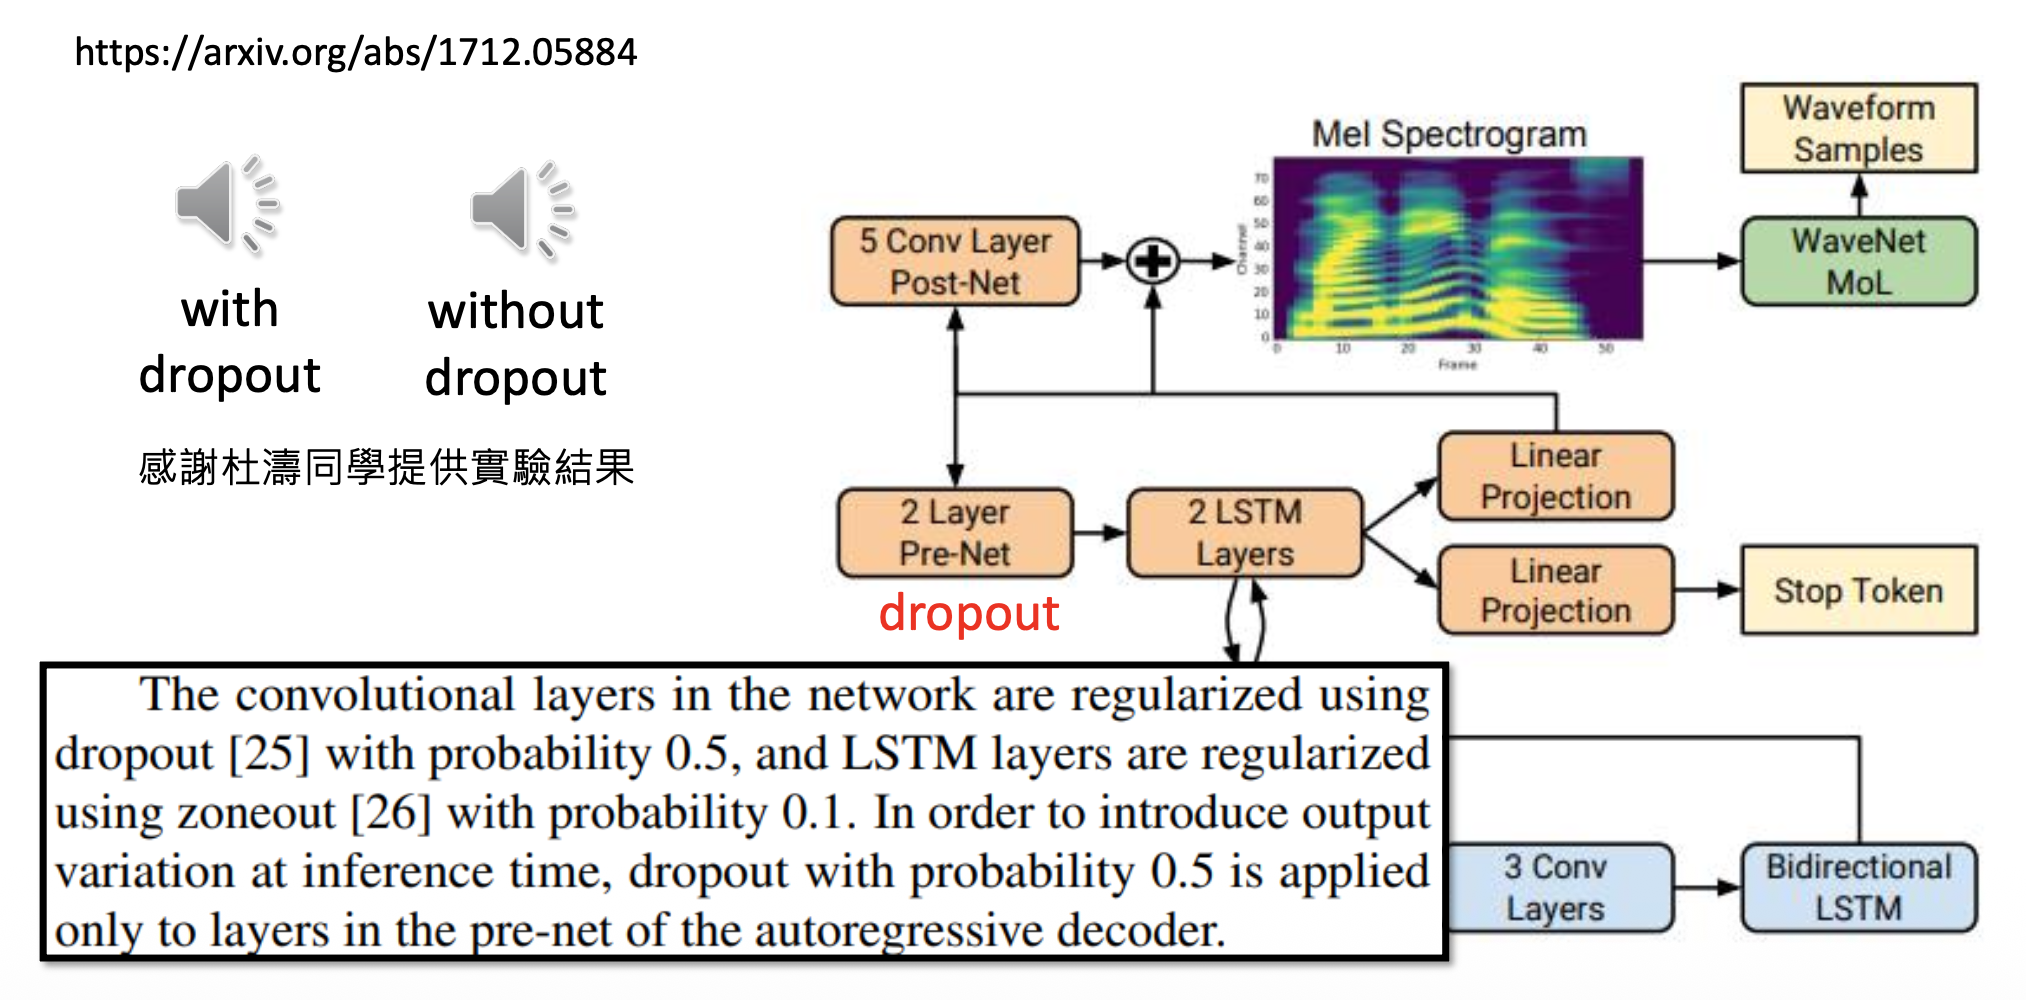 https://arxiv.org/abs/1712.05884
with
dropout
without
dropout
感謝杜濤同學提供實驗結果
Mel Spectrogram
Waveform
Samples
5 Conv Layer
Post-Net
Channel
70
60
50
40
30
20
10
0
0 10 20 30 40 50
Frame
WaveNet
MoL
Linear
Projection
2 Layer
Pre-Net
2 LSTM
Layers
dropout
Linear
Projection
Stop Token
The convolutional layers in the network are regularized using
dropout [25] with probability 0.5, and LSTM layers are regularized
using zoneout [26] with probability 0.1. In order to introduce output
variation at inference time, dropout with probability 0.5 is applied
only to layers in the pre-net of the autoregressive decoder.
3 Conv
Layers
Bidirectional
LSTM